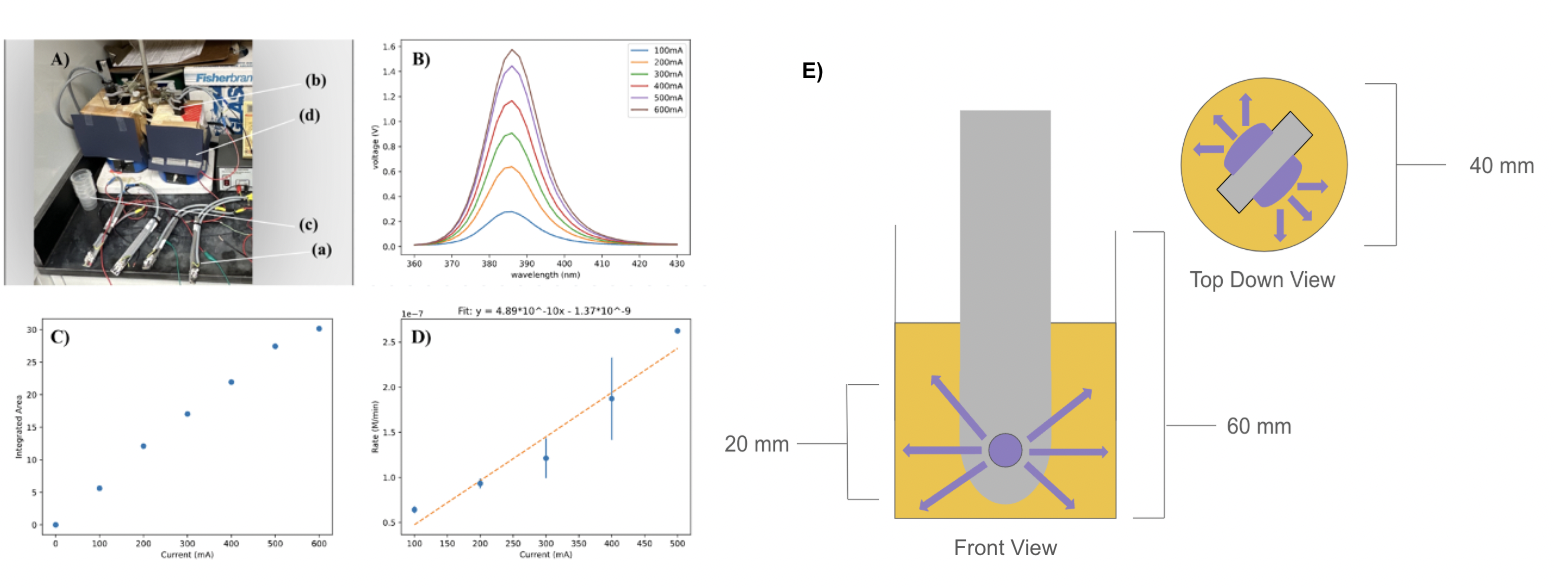 A)
Fisherbran
(b)
(d)
(c)
(a)
B)
1.6
1.4
1.2
1.0
0.8
0.6
0.4
0.2
0.0
voltage (V)
100mA
200mA
300mA
400mA
500mA
600mA
360 370 380 390 400 410 420 430
wavelength (nm)
C)
30
25
20
15
10
5
0
Integrated Area
0 100 200 300 400 500 600
Current (mA)
1e−7
Fit: y = 4.89*10^-10x - 1.37*10^-9
D)
2.5
2.0
1.5
1.0
0.5
Rate (M/min)
100 150 200 250 300 350 400 450 500
Current (mA)
E)
40 mm
Top Down View
20 mm
60 mm
Front View